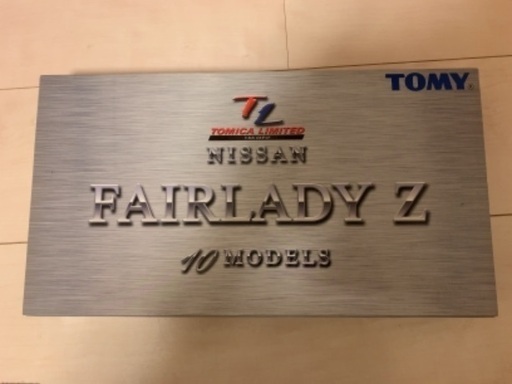 TOMY
TL
TOMICA LIMITED
NISSAN
FAIRLADY Z
10 MODELS